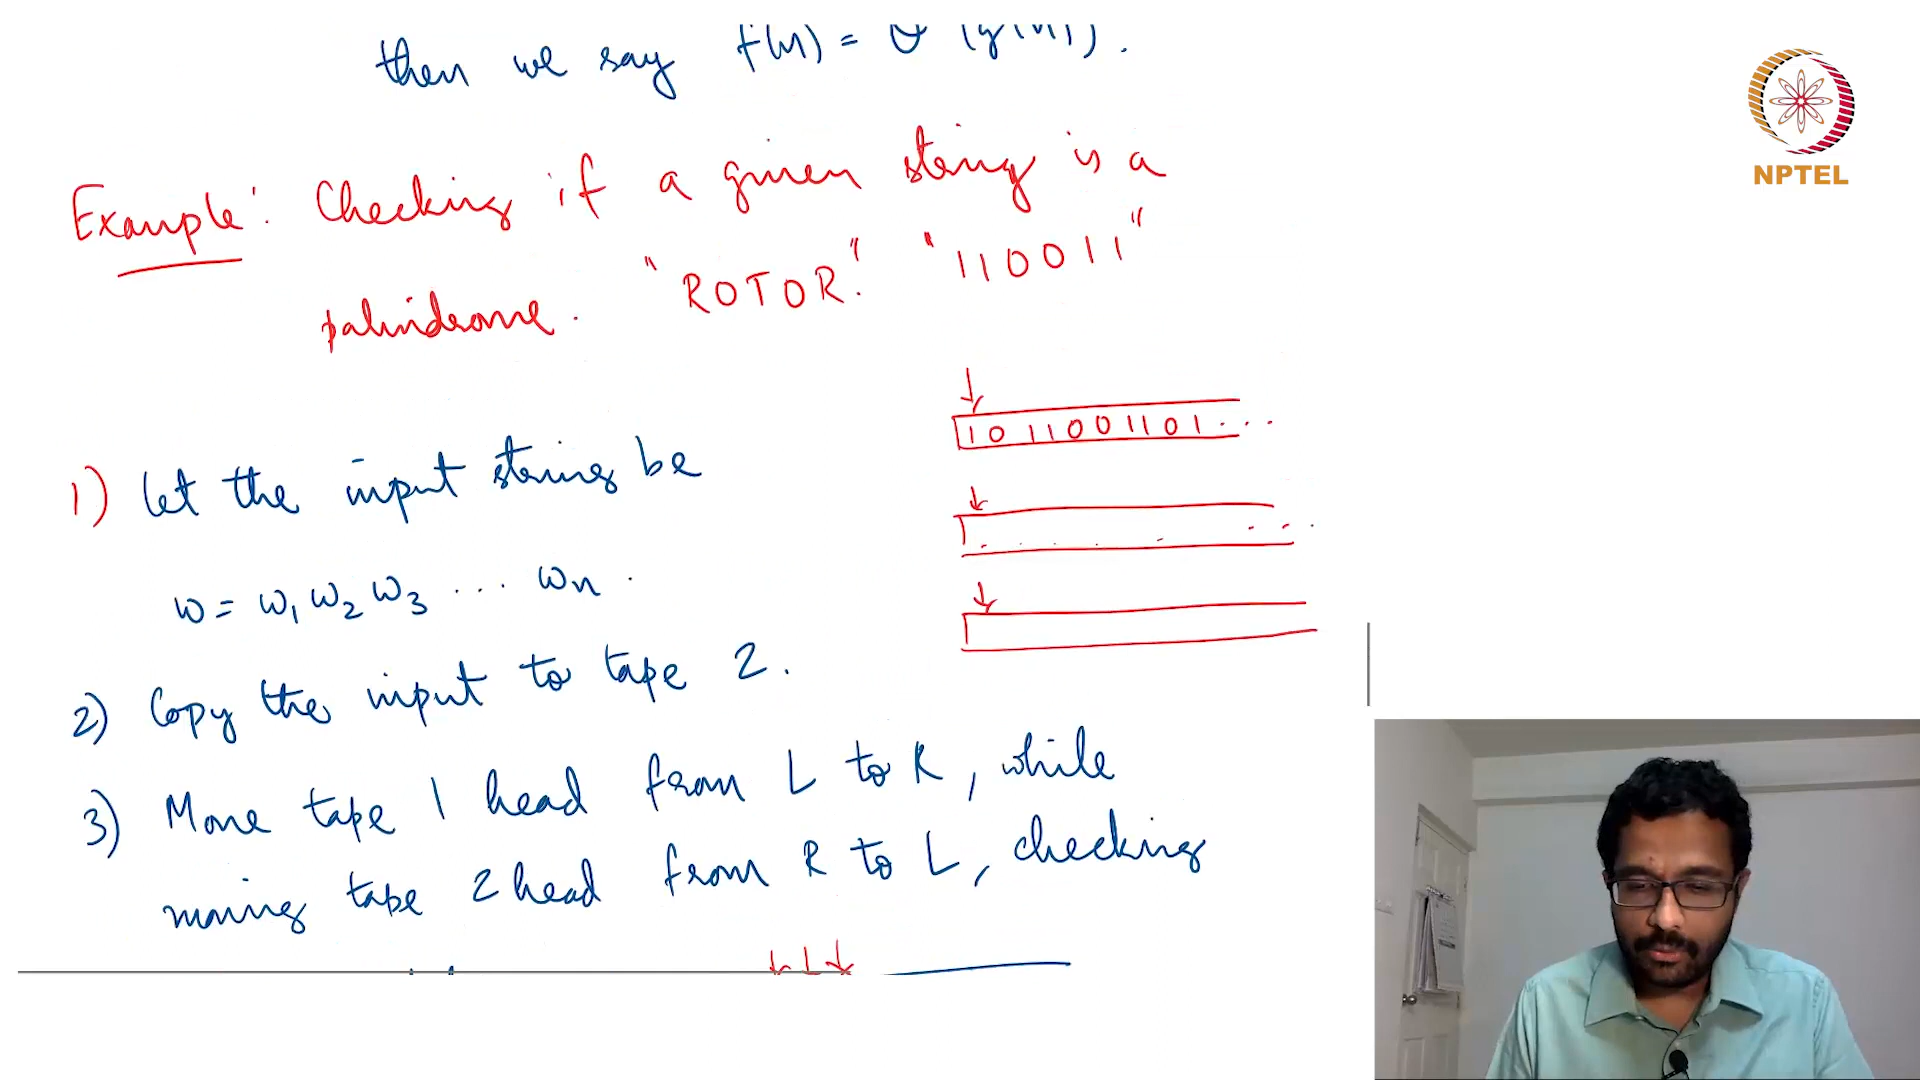 then we say f(n) = Θ (g(n)).
Example: Checking if a given string is a
palindrome. "ROTOR". "110011"
1) Let the input string be
w = w1 w2 w3 ... wn.
2) Copy the input to tape 2.
3) Move tape 1 head from L to R, while
moving tape 2 head from R to L, checking
1011001101...
NPTEL